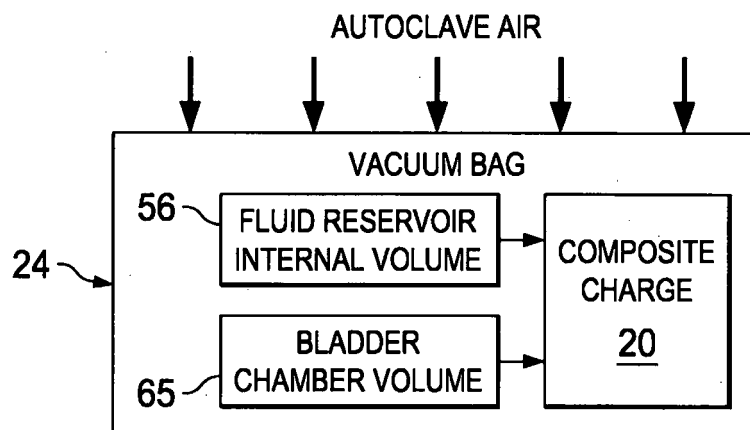 AUTOCLAVE AIR
VACUUM BAG
56
FLUID RESERVOIR
INTERNAL VOLUME
24
COMPOSITE
CHARGE
20
BLADDER
CHAMBER VOLUME
65